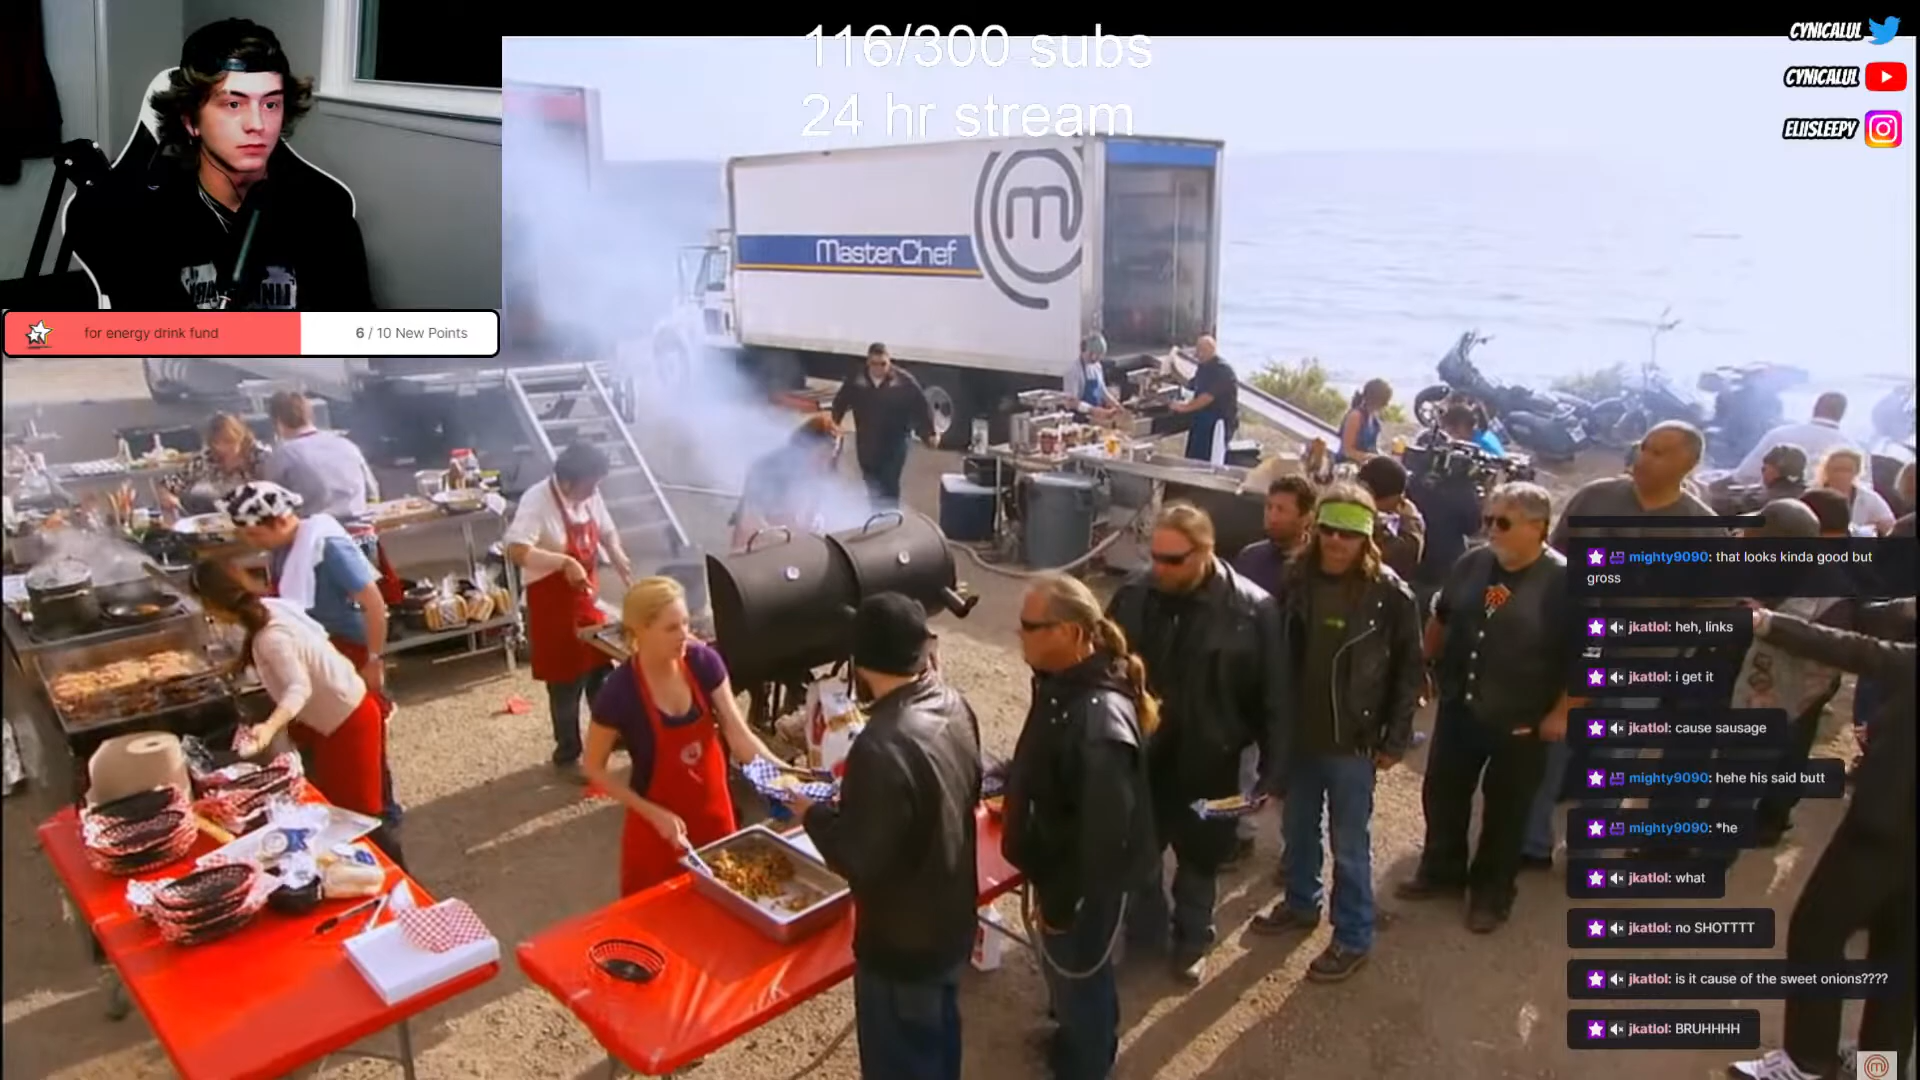 116/300 subs
24 hr stream
CYNICALUL
CYNICALUL
ELIISLEEPY
for energy drink fund
6 / 10 New Points
MasterChef
mighty9090: that looks kinda good but
gross
jkatlol: heh, links
jkatlol: i get it
jkatlol: cause sausage
mighty9090: hehe his said butt
mighty9090: *he
jkatlol: what
jkatlol: no SHOTTTT
jkatlol: is it cause of the sweet onions????
jkatlol: BRUHHHH